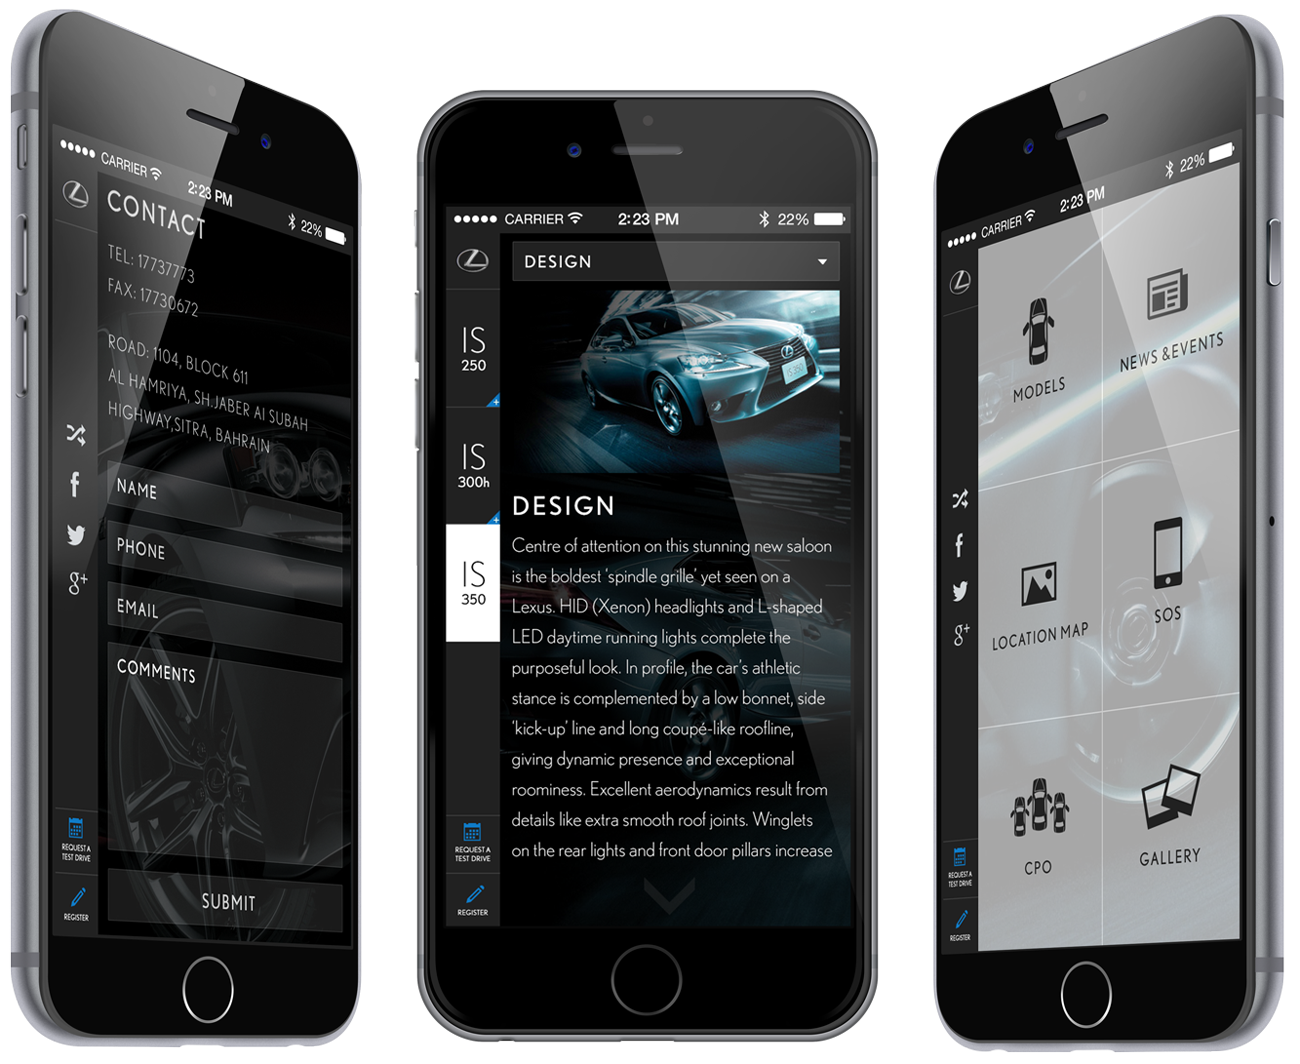 CARRIER 2:23 PM 22%
CONTACT
TEL: 17737773
FAX: 17730672
ROAD: 1104, BLOCK 611
AL HAMRIYA, SH.JABER Al SUBAH
HIGHWAY,SITRA, BAHRAIN
NAME
PHONE
EMAIL
COMMENTS
SUBMIT
f
g+
REQUEST A
TEST DRIVE
REGISTER
CARRIER 2:23 PM 22%
DESIGN
IS
250
IS
300h
IS
350
IS 350
DESIGN
Centre of attention on this stunning new saloon
is the boldest 'spindle grille' yet seen on a
Lexus. HID (Xenon) headlights and L-shaped
LED daytime running lights complete the
purposeful look. In profile, the car's athletic
stance is complemented by a low bonnet, side
'kick-up' line and long coupé-like roofline,
giving dynamic presence and exceptional
roominess. Excellent aerodynamics result from
details like extra smooth roof joints. Winglets
on the rear lights and front door pillars increase
REQUEST A
TEST DRIVE
REGISTER
CARRIER 2:23 PM 22%
MODELS
NEWS &EVENTS
LOCATION MAP
SOS
CPO
GALLERY
f
g+
REQUEST A
TEST DRIVE
REGISTER